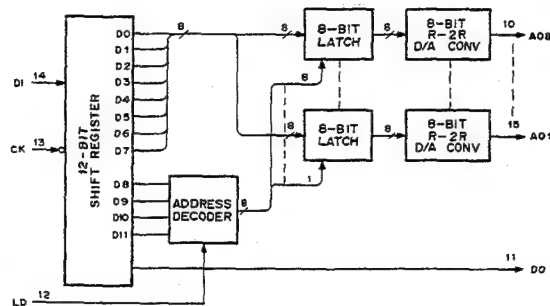 DI 14
CK 13
LD 12
12-BIT
SHIFT REGISTER
D0
D1
D2
D3
D4
D5
D6
D7
D8
D9
D10
D11
8
ADDRESS
DECODER
8
8
8-BIT
LATCH
8
8-BIT
R-2R
D/A CONV
10
AO8
8
8
8-BIT
LATCH
8
8-BIT
R-2R
D/A CONV
15
AO1
1
11
DO